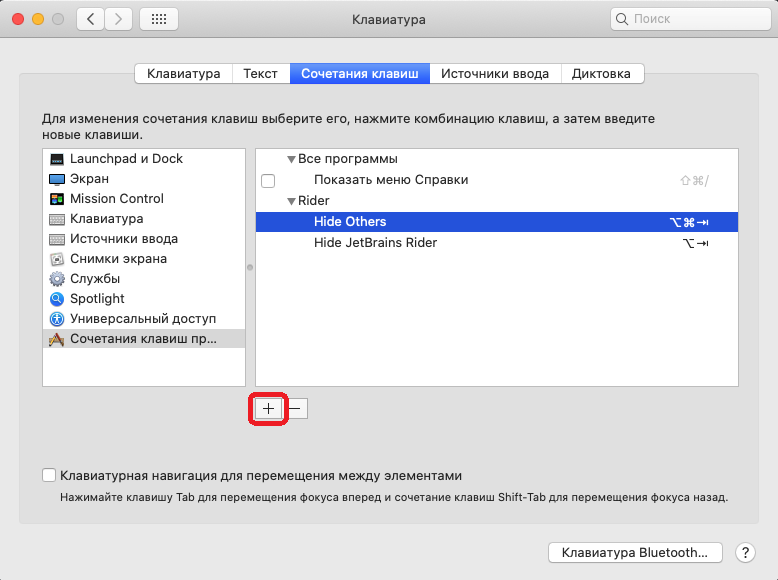 Клавиатура
Поиск
Клавиатура Текст Сочетания клавиш Источники ввода Диктовка
Для изменения сочетания клавиш выберите его, нажмите комбинацию клавиш, а затем введите
новые клавиши.
Launchpad и Dock
Экран
Mission Control
Клавиатура
Источники ввода
Снимки экрана
Службы
Spotlight
Универсальный доступ
Сочетания клавиш пр...
Все программы
Показать меню Справки ⇧⌘/
Rider
Hide Others ⌥⌘⇥
Hide JetBrains Rider ⌥⇥
Клавиатурная навигация для перемещения между элементами
Нажимайте клавишу Tab для перемещения фокуса вперед и сочетание клавиш Shift-Tab для перемещения фокуса назад.
Клавиатура Bluetooth... ?